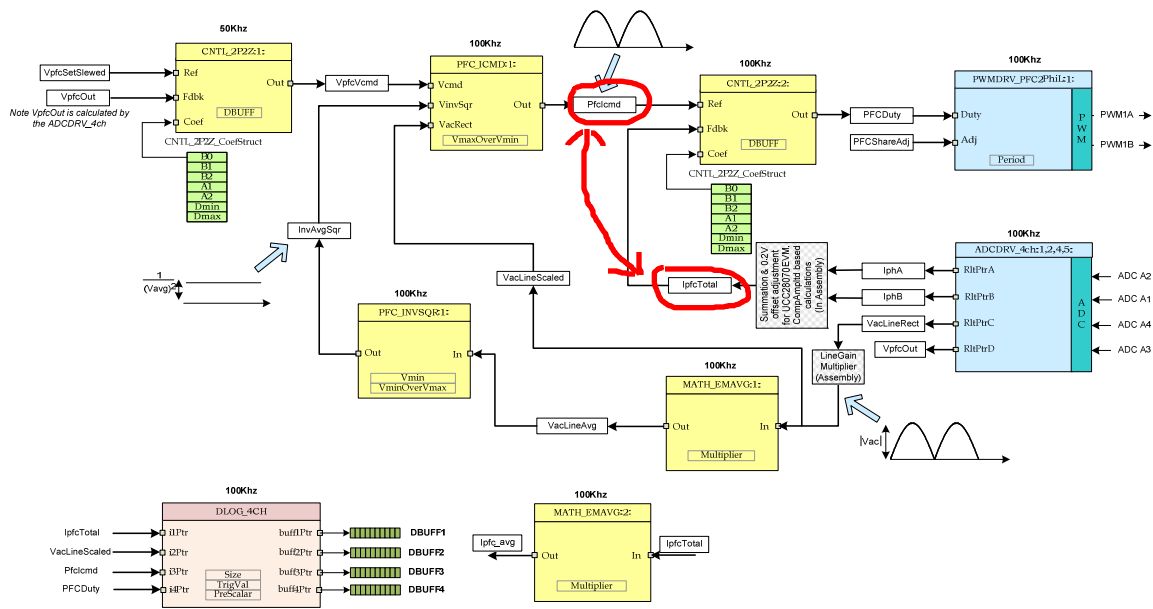 50Khz
CNTL_2P2Z:1:
VpfcSetSlewed
Ref
Out
VpfcVcmd
VpfcOut
Fdbk
Note VpfcOut is calculated by
the ADCDRV_4ch
Coef
DBUFF
CNTL_2P2Z_CoefStruct
B0
B1
B2
A1
A2
Dmin
Dmax
100Khz
PFC_ICMD:1:
Vcmd
VinvSqr
Out
VacRect
VmaxOverVmin
PfcIcmd
100Khz
CNTL_2P2Z:2:
Ref
Out
Fdbk
Coef
DBUFF
CNTL_2P2Z_CoefStruct
B0
B1
B2
A1
A2
Dmin
Dmax
PFCDuty
PFCShareAdj
100Khz
PWMDRV_PFC2PhiL:1:
Duty
Adj
Period
P
W
M
PWM1A
PWM1B
InvAvgSqr
1
(Vavg)^2
VacLineScaled
IpfcTotal
Summation & 0.2V
offset adjustment
for UCC28070EVM.
CompAmpltd based
calculations
(In Assembly)
IphA
IphB
VacLineRect
VpfcOut
100Khz
ADCDRV_4ch:1,2,4,5:
RltPtrA
RltPtrB
RltPtrC
RltPtrD
A
D
C
ADC A2
ADC A1
ADC A4
ADC A3
LineGain
Multiplier
(Assembly)
100Khz
PFC_INVSQR:1:
Out
In
Vmin
VminOverVmax
VacLineAvg
100Khz
MATH_EMAVG:1:
Out
In
Multiplier
|Vac|
100Khz
DLOG_4CH
IpfcTotal
i1Ptr
buff1Ptr
DBUFF1
VacLineScaled
i2Ptr
buff2Ptr
DBUFF2
PfcIcmd
i3Ptr
buff3Ptr
DBUFF3
PFCDuty
i4Ptr
buff4Ptr
DBUFF4
Size
TrigVal
PreScalar
100Khz
MATH_EMAVG:2:
Ipfc_avg
Out
In
IpfcTotal
Multiplier